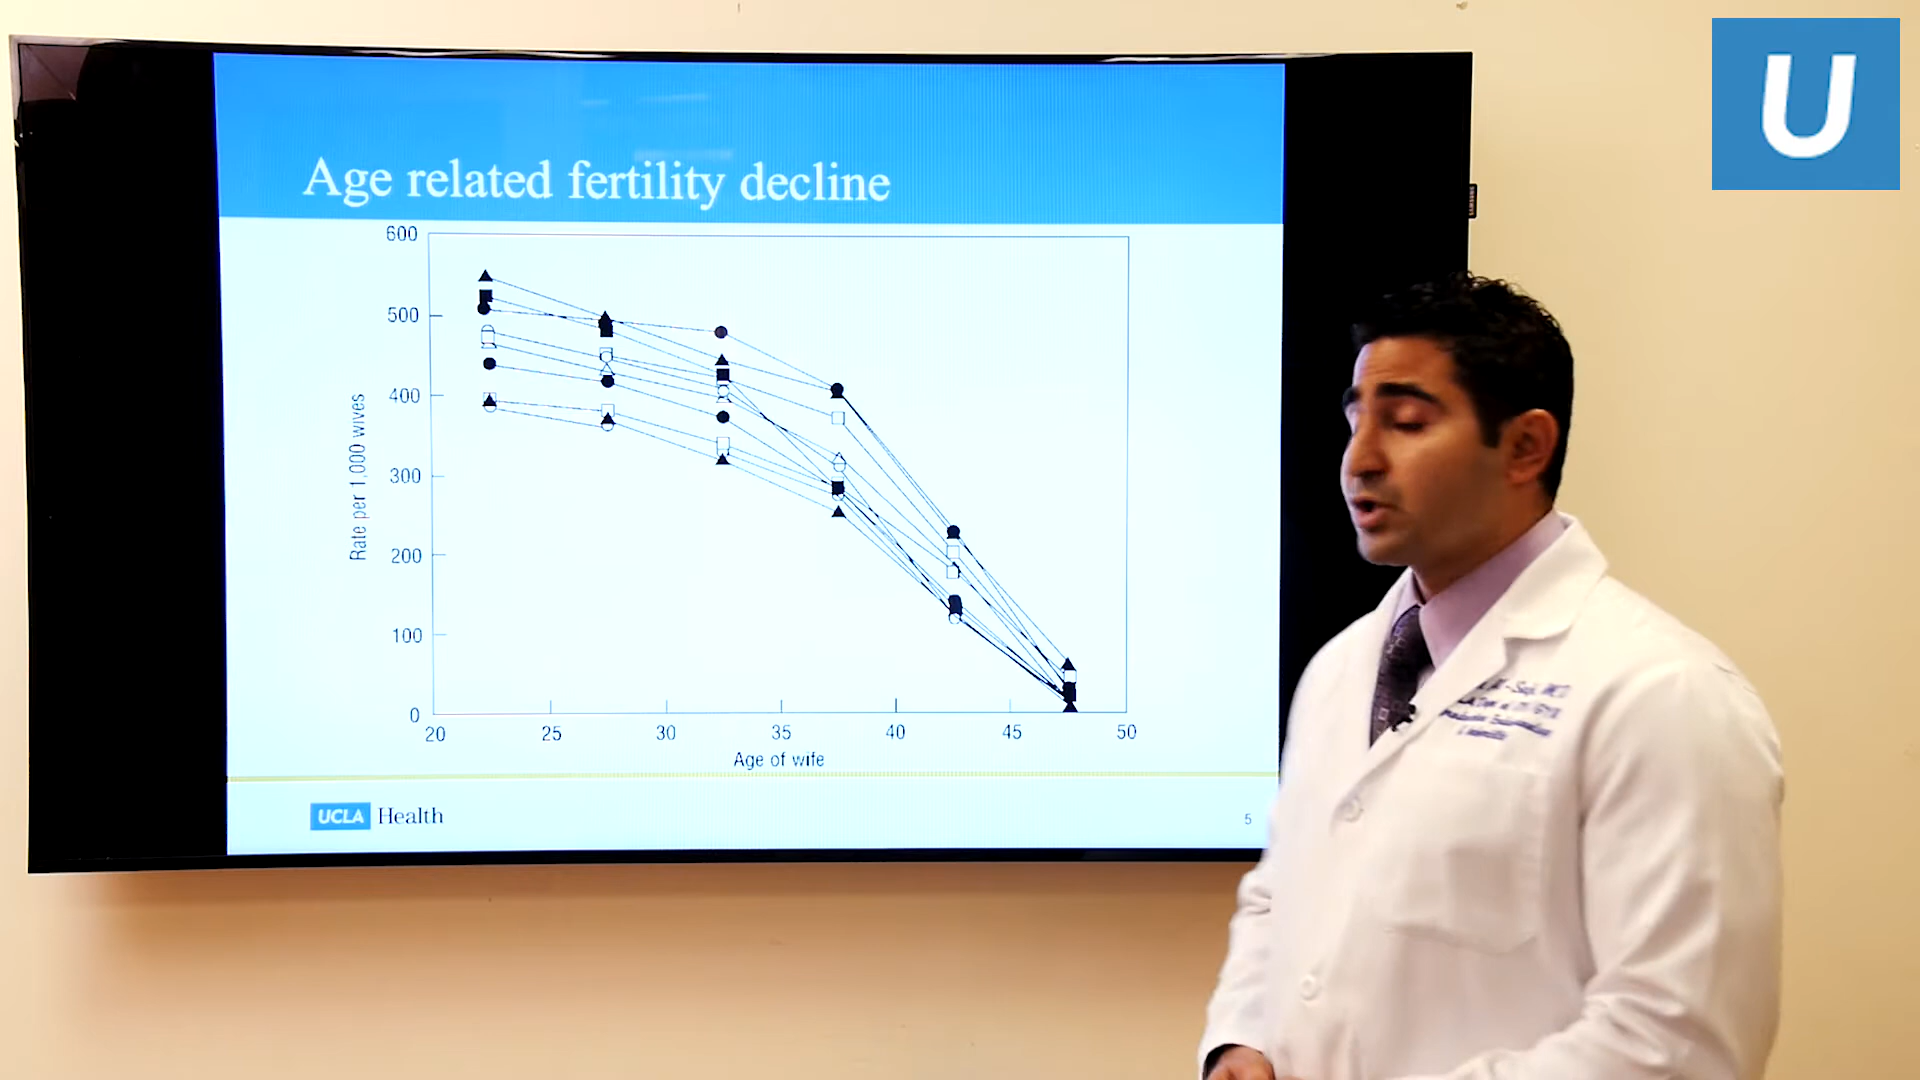 U
Age related fertility decline
600
500
400
300
200
100
0
Rate per 1,000 wives
20 25 30 35 40 45 50
Age of wife
UCLA Health
5